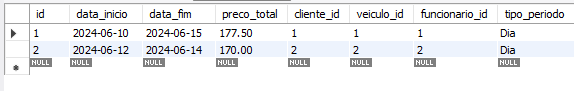 id data_inicio data_fim preco_total cliente_id veiculo_id funcionario_id tipo_periodo
1 2024-06-10 2024-06-15 177.50 1 1 1 Dia
2 2024-06-12 2024-06-14 170.00 2 2 2 Dia
NULL NULL NULL NULL NULL NULL NULL NULL